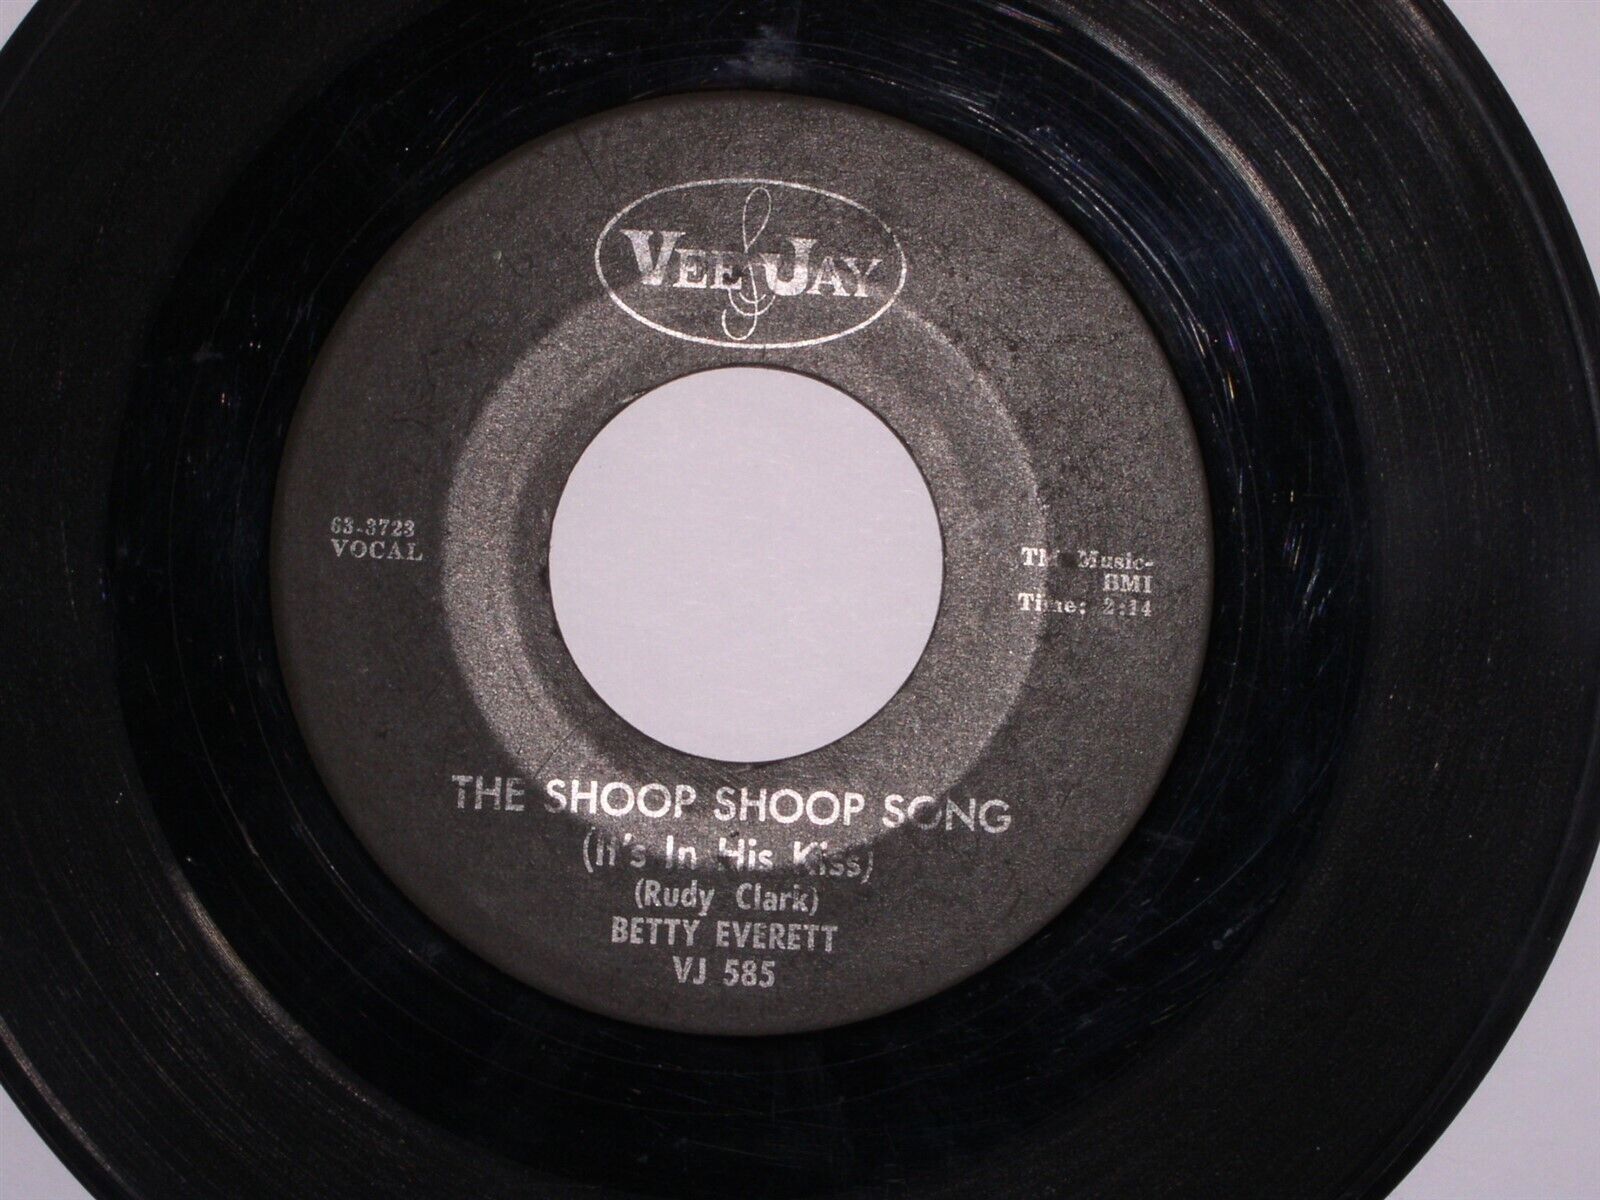 VEE JAY
63-3723
VOCAL
TM Music-
BMI
Time: 2:14
THE SHOOP SHOOP SONG
(It's In His Kiss)
(Rudy Clark)
BETTY EVERETT
VJ 585